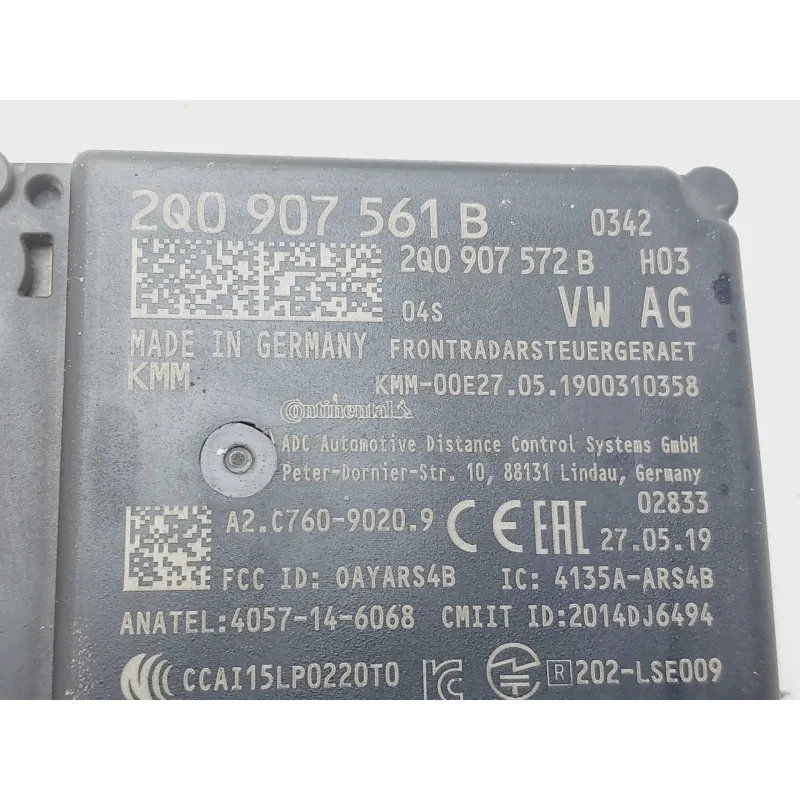 2Q0 907 561 B 0342
2Q0 907 572 B H03
04S VW AG
MADE IN GERMANY FRONTRADARSTEUERGERAET
KMM KMM-00E27.05.1900310358
Continental
ADC Automotive Distance Control Systems GmbH
Peter-Dornier-Str. 10, 88131 Lindau, Germany
02833
A2.C760-9020.9 CE EAC 27.05.19
FCC ID: OAYARS4B IC: 4135A-ARS4B
ANATEL:4057-14-6068 CMIIT ID:2014DJ6494
CCAI15LP0220T0 R 202-LSE009